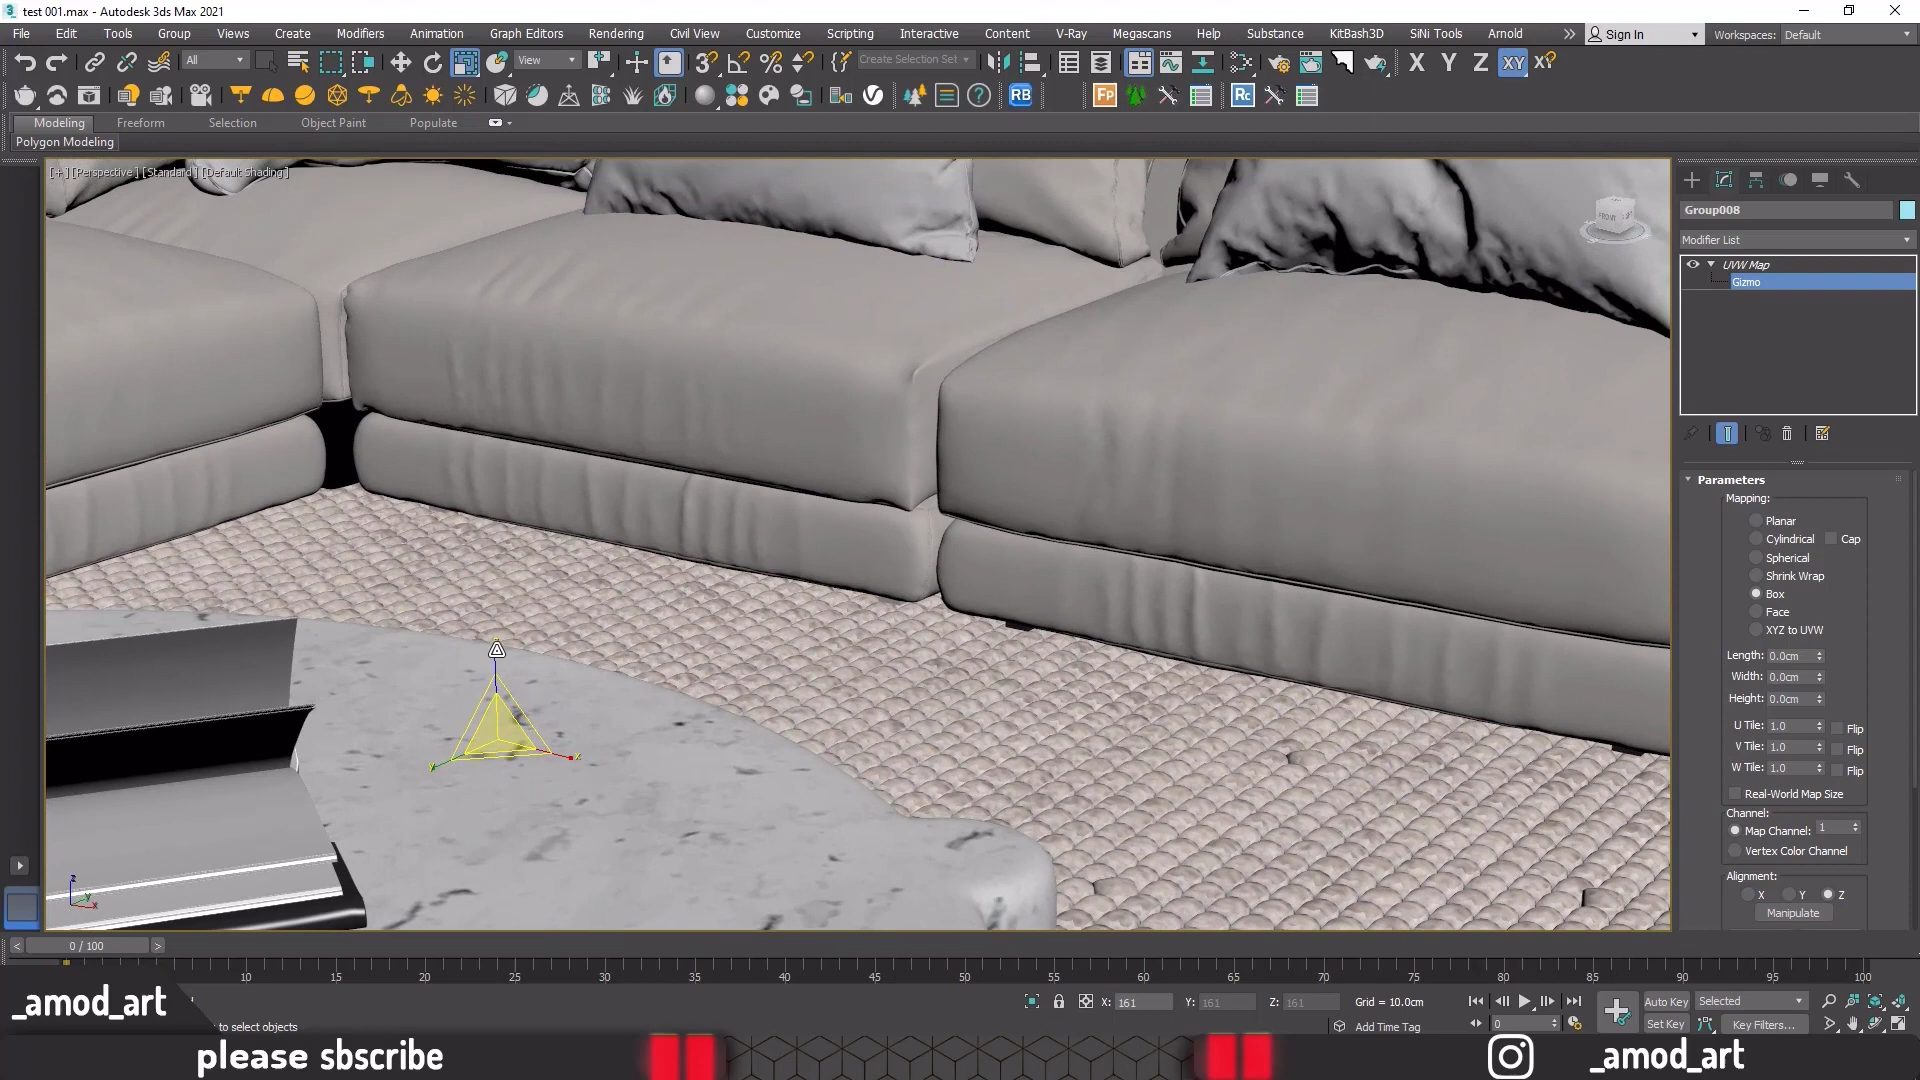 test 001.max - Autodesk 3ds Max 2021
File Edit Tools Group Views Create Modifiers Animation Graph Editors Rendering Civil View Customize Scripting Interactive Content V-Ray Megascans Help Substance KitBash3D SiNi Tools Arnold Sign In Workspaces: Default
All View Create Selection Set X Y Z XY XY
RB Fp Rc
Modeling Freeform Selection Object Paint Populate
Polygon Modeling
[+] [Perspective] [Standard] [Default Shading]
FRONT
Group008
Modifier List
UVW Map
Gizmo
Parameters
Mapping:
Planar
Cylindrical Cap
Spherical
Shrink Wrap
Box
Face
XYZ to UVW
Length: 0.0cm
Width: 0.0cm
Height: 0.0cm
U Tile: 1.0 Flip
V Tile: 1.0 Flip
W Tile: 1.0 Flip
Real-World Map Size
Channel:
Map Channel: 1
Vertex Color Channel
Alignment:
X Y Z
Manipulate
x
y
z
y
x
< 0 / 100 >
10 15 20 25 30 35 40 45 50 55 60 65 70 75 80 85 90 95 100
X: 161 Y: 161 Z: 161 Grid = 10.0cm Auto Key Selected
to select objects Add Time Tag 0 Set Key Key Filters...
_amod_art
please sbscribe
_amod_art